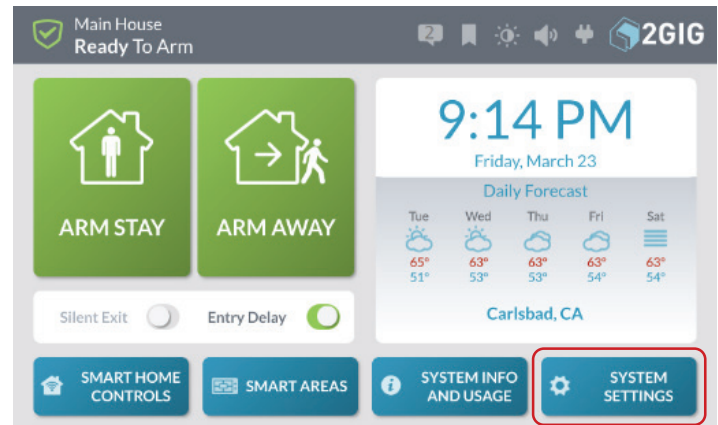 Main House
Ready To Arm
2
2GIG
ARM STAY
ARM AWAY
9:14 PM
Friday, March 23
Daily Forecast
Tue Wed Thu Fri Sat
65° 63° 63° 63° 63°
51° 53° 53° 54° 54°
Silent Exit
Entry Delay
Carlsbad, CA
SMART HOME
CONTROLS
SMART AREAS
SYSTEM INFO
AND USAGE
SYSTEM
SETTINGS